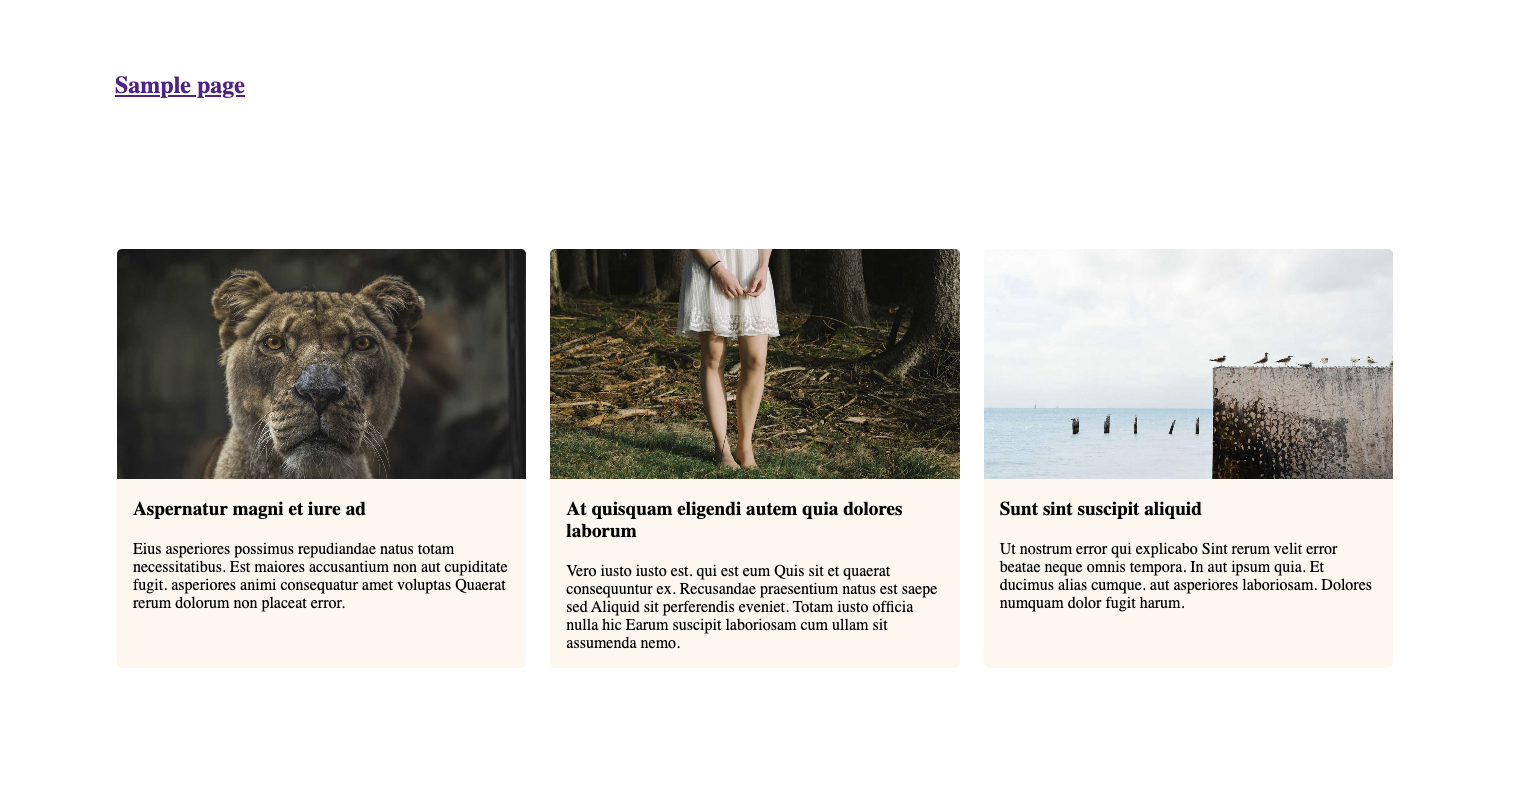 Sample page
Aspernatur magni et iure ad
Eius asperiores possimus repudiandae natus totam
necessitatibus. Est maiores accusantium non aut cupiditate
fugit. asperiores animi consequatur amet voluptas Quaerat
rerum dolorum non placeat error.
At quisquam eligendi autem quia dolores
laborum
Vero iusto iusto est. qui est eum Quis sit et quaerat
consequuntur ex. Recusandae praesentium natus est saepe
sed Aliquid sit perferendis eveniet. Totam iusto officia
nulla hic Earum suscipit laboriosam cum ullam sit
assumenda nemo.
Sunt sint suscipit aliquid
Ut nostrum error qui explicabo Sint rerum velit error
beatae neque omnis tempora. In aut ipsum quia. Et
ducimus alias cumque. aut asperiores laboriosam. Dolores
numquam dolor fugit harum.